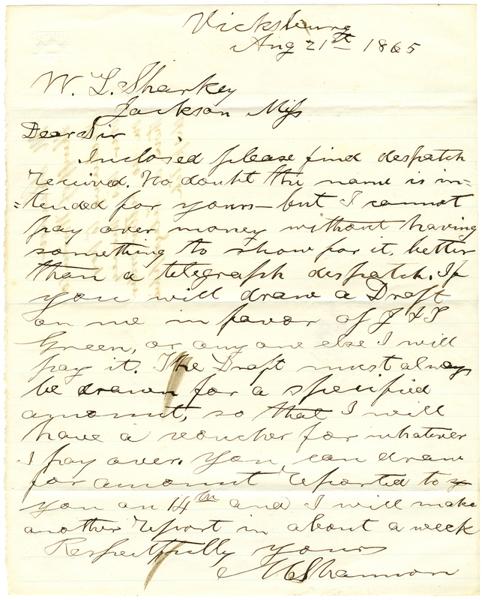 Vicksburg
Aug 21th 1865
W. L. Sharkey
Jackson Miss
Dear Sir
Inclosed please find despatch
recived. No doubt the name is in-
=tended for yours - but I cannot
pay over money without having
something to show for it, better
than a telegraph despatch. If
you will draw a Draft
on me in favor of J & T
Green, or any one else I will
pay it. The Draft must always
be drawn for a specified
amount, so that I will
have a voucher for whatever
I pay over. You can draw
for amount reported to
you on 14th and I will make
another report in about a week
Respectfully yours
M Shannon